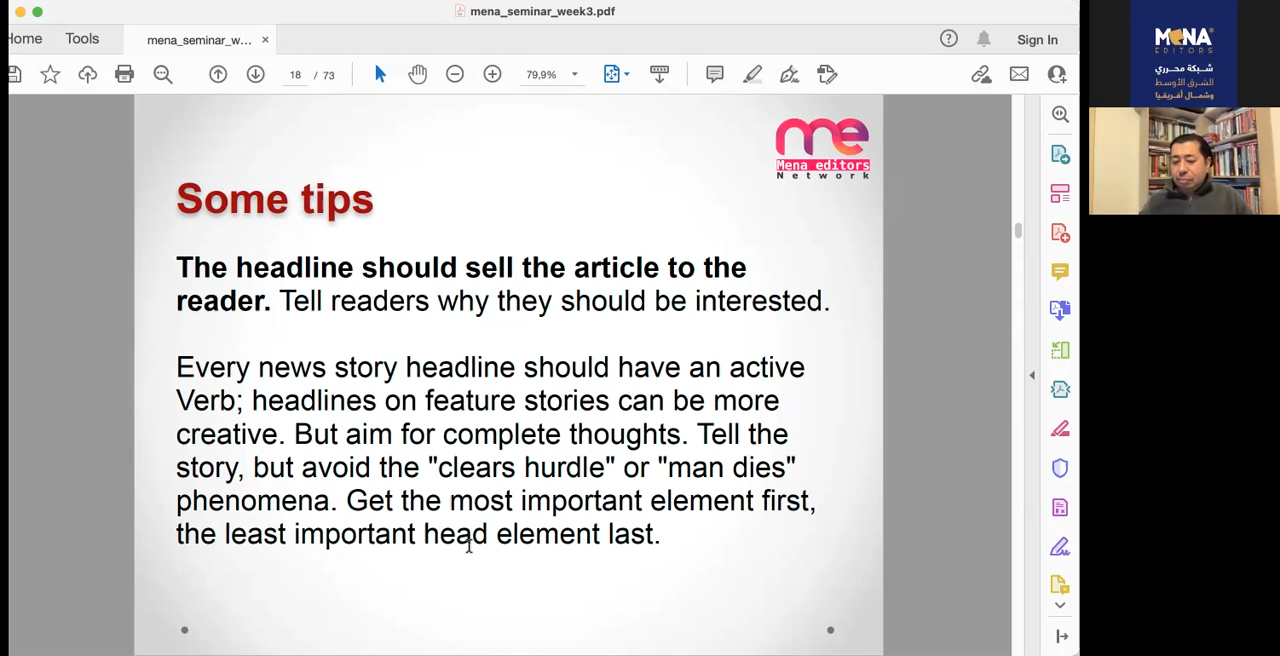 mena_seminar_week3.pdf
Home
Tools
mena_seminar_w...
Sign In
18 / 73
79,9%
me
Mena editors
Network
Some tips
The headline should sell the article to the
reader. Tell readers why they should be interested.
Every news story headline should have an active
Verb; headlines on feature stories can be more
creative. But aim for complete thoughts. Tell the
story, but avoid the "clears hurdle" or "man dies"
phenomena. Get the most important element first,
the least important head element last.
MENA
EDITORS
شبكة محرري
الشرق الأوسط
وشمال أفريقيا